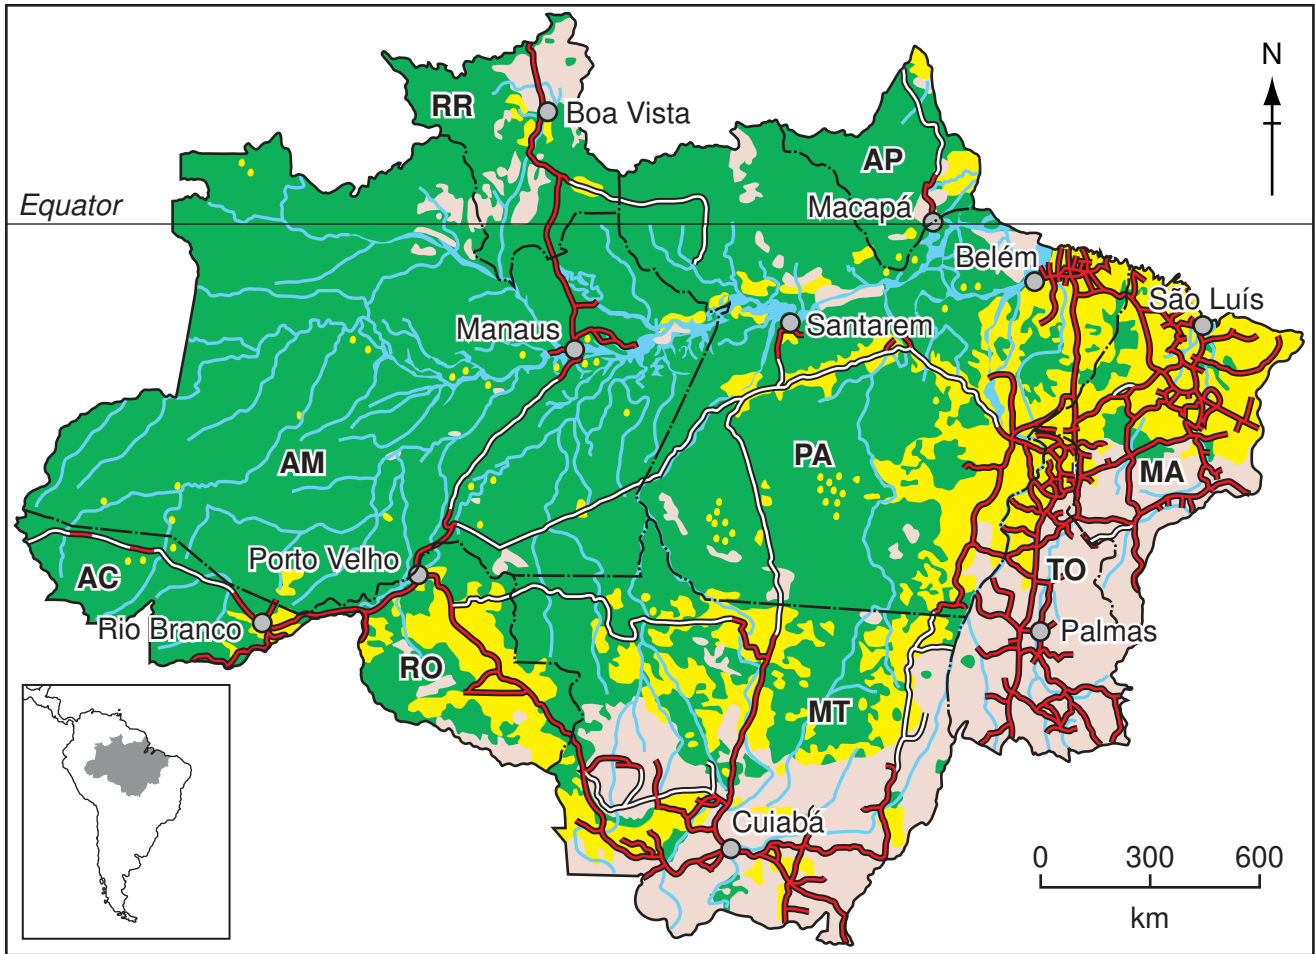 N
RR
Boa Vista
AP
Equator
Macapá
Belém
São Luís
Manaus
Santarem
AM
PA
MA
Porto Velho
AC
TO
Rio Branco
Palmas
RO
MT
Cuiabá
0 300 600
km